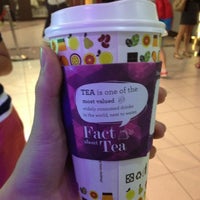 TEA is one of the
most valued
widely consumed drinks
in the world, next to water.
Fact
about Tea